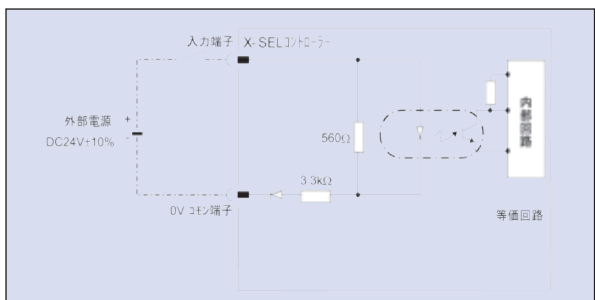 入力端子 X-SELコントローラー
外部電源 +
DC24V±10% -
560Ω
内部回路
3.3kΩ
0V コモン端子
等価回路